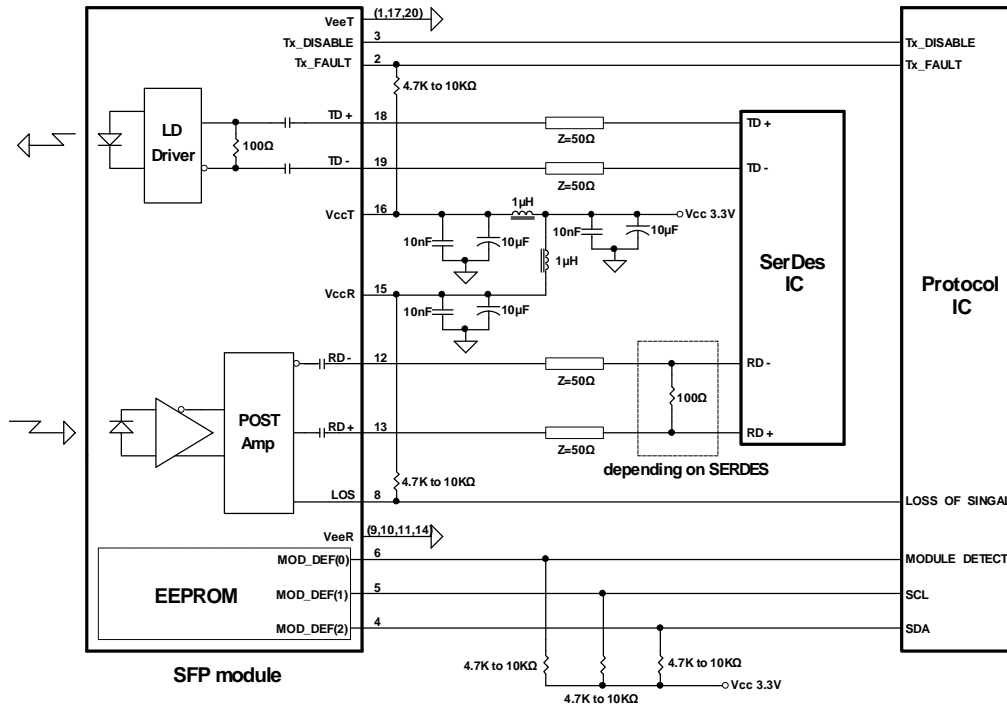 VeeT (1,17,20)
Tx_DISABLE 3 Tx_DISABLE
Tx_FAULT 2 Tx_FAULT
4.7K to 10KΩ
LD
Driver
100Ω
TD+ 18 Z=50Ω TD+
TD- 19 Z=50Ω TD-
1µH
VccT 16 Vcc 3.3V
10nF 10µF 10nF 10µF
1µH
SerDes
IC
Protocol
IC
VccR 15
10nF 10µF
RD- 12 Z=50Ω RD-
POST
Amp
100Ω
RD+ 13 Z=50Ω RD+
depending on SERDES
4.7K to 10KΩ
LOS 8 LOSS OF SINGAL
VeeR (9,10,11,14)
MOD_DEF(0) 6 MODULE DETECT
EEPROM
MOD_DEF(1) 5 SCL
MOD_DEF(2) 4 SDA
SFP module
4.7K to 10KΩ 4.7K to 10KΩ
4.7K to 10KΩ
Vcc 3.3V